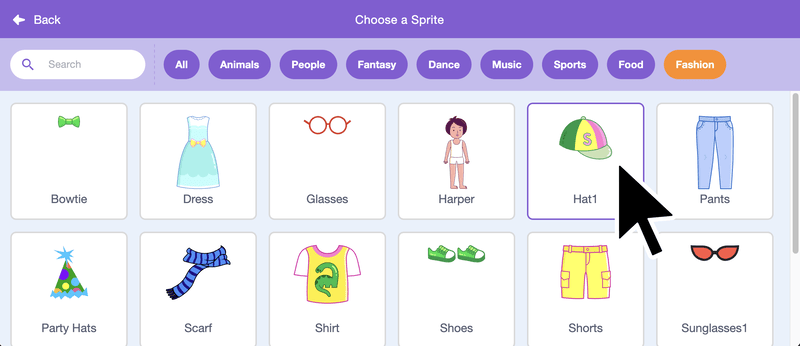 Back
Choose a Sprite
Search
All
Animals
People
Fantasy
Dance
Music
Sports
Food
Fashion
S
Bowtie
Dress
Glasses
Harper
Hat1
Pants
Party Hats
Scarf
Shirt
Shoes
Shorts
Sunglasses1